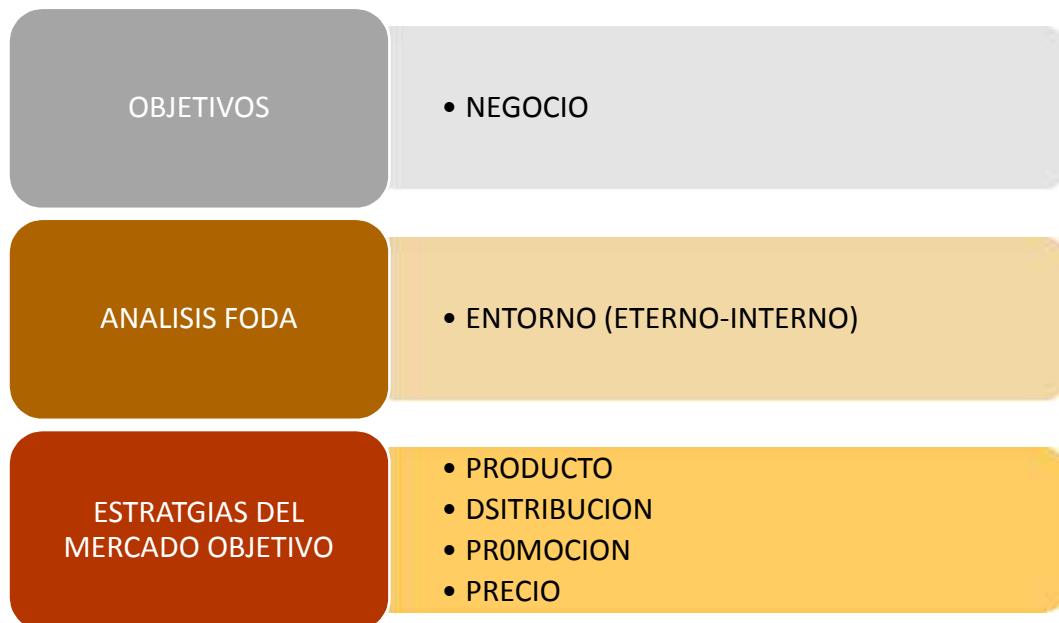 OBJETIVOS
• NEGOCIO
ANALISIS FODA
• ENTORNO (ETERNO-INTERNO)
ESTRATGIAS DEL
MERCADO OBJETIVO
• PRODUCTO
• DSITRIBUCION
• PR0MOCION
• PRECIO